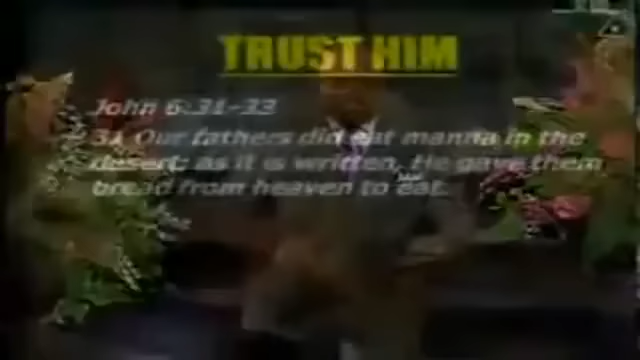 TRUST HIM
John 6:31-33
31 Our fathers did eat manna in the
desert; as it is written, He gave them
bread from heaven to eat.